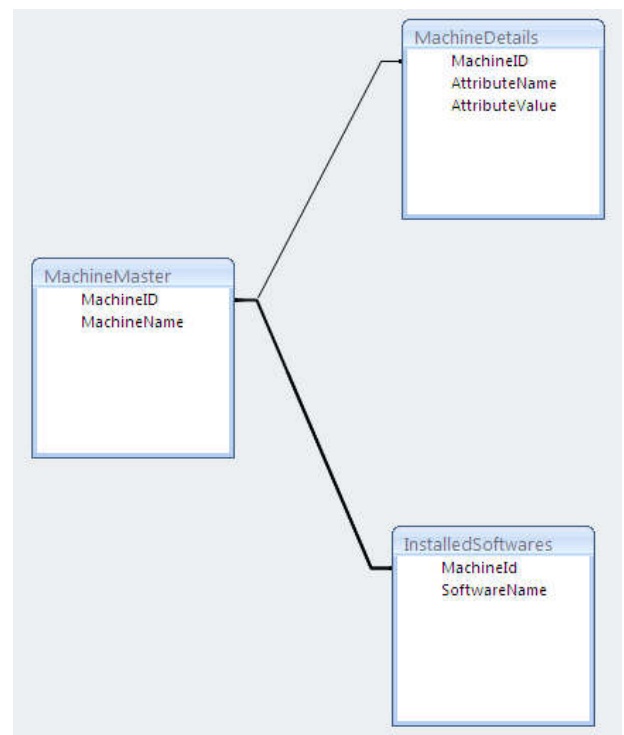 MachineDetails
MachineID
AttributeName
AttributeValue
MachineMaster
MachineID
MachineName
InstalledSoftwares
MachineId
SoftwareName